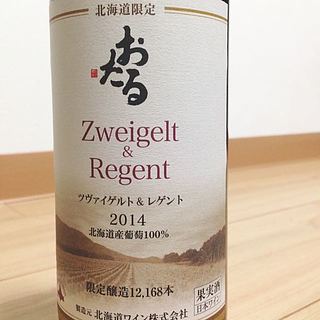 北海道限定
おたる
Zweigelt
&
Regent
ツヴァイゲルト & レゲント
2014
北海道産葡萄100%
限定醸造12,168本
製造元 北海道ワイン株式会社
果実酒
日本ワイン